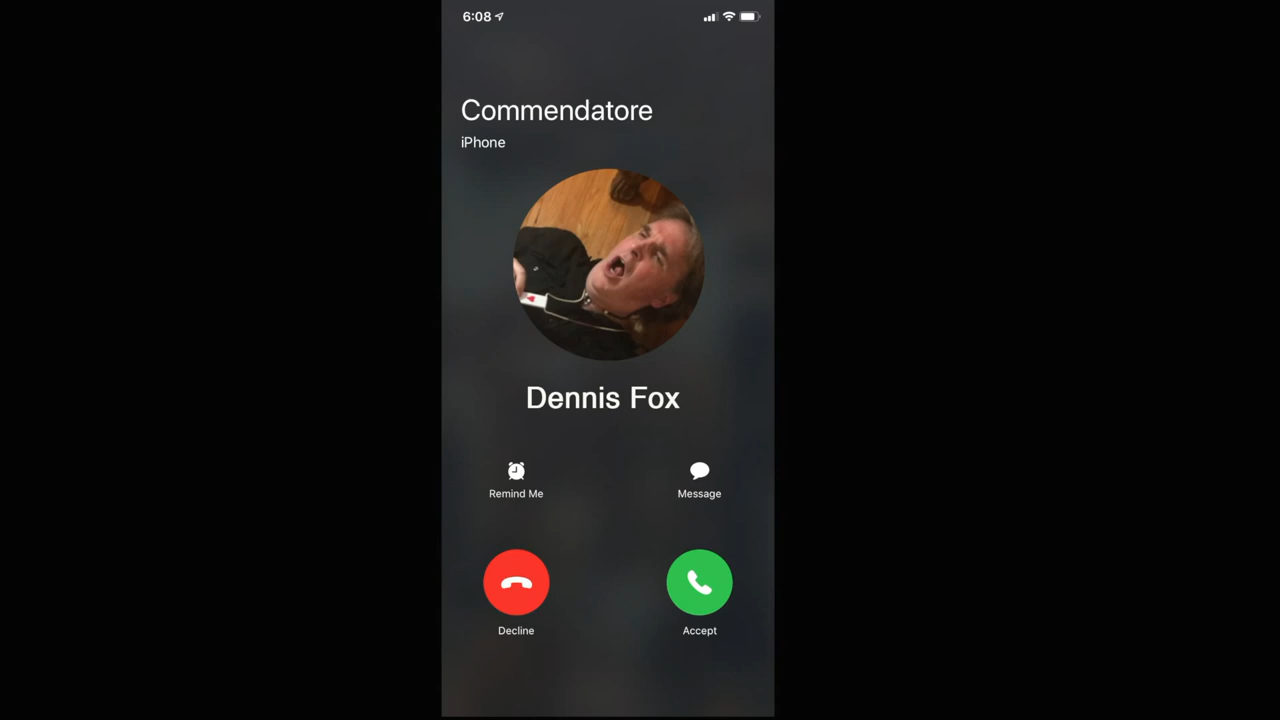 6:08
Commendatore
iPhone
Dennis Fox
Remind Me
Message
Decline
Accept